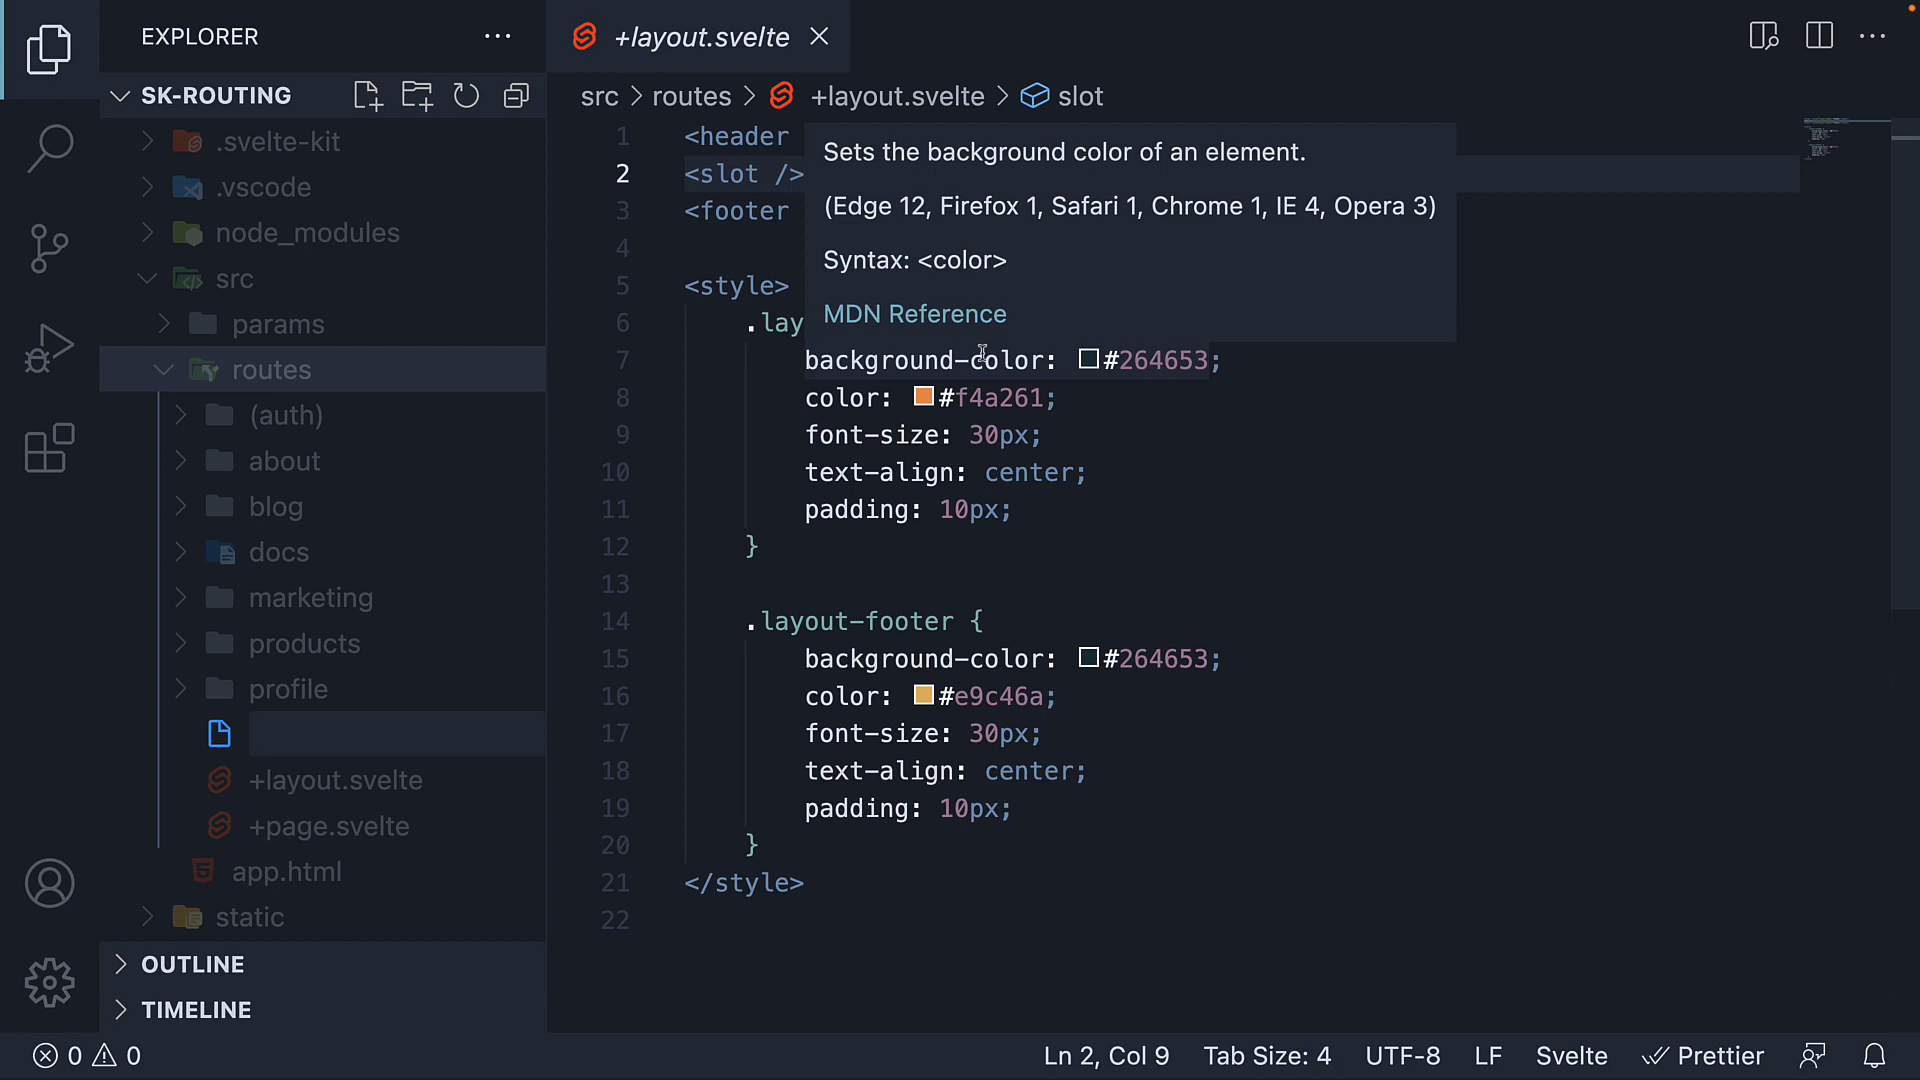 EXPLORER
SK-ROUTING
.svelte-kit
.vscode
node_modules
src
params
routes
(auth)
about
blog
docs
marketing
products
profile
+layout.svelte
+page.svelte
app.html
static
OUTLINE
TIMELINE
+layout.svelte
src > routes > +layout.svelte > slot
1 <header
2 <slot />
3 <footer
4
5 <style>
6 .lay
7 background-color: #264653;
8 color: #f4a261;
9 font-size: 30px;
10 text-align: center;
11 padding: 10px;
12 }
13
14 .layout-footer {
15 background-color: #264653;
16 color: #e9c46a;
17 font-size: 30px;
18 text-align: center;
19 padding: 10px;
20 }
21 </style>
22
Sets the background color of an element.
(Edge 12, Firefox 1, Safari 1, Chrome 1, IE 4, Opera 3)
Syntax: <color>
MDN Reference
0 0
Ln 2, Col 9 Tab Size: 4 UTF-8 LF Svelte Prettier